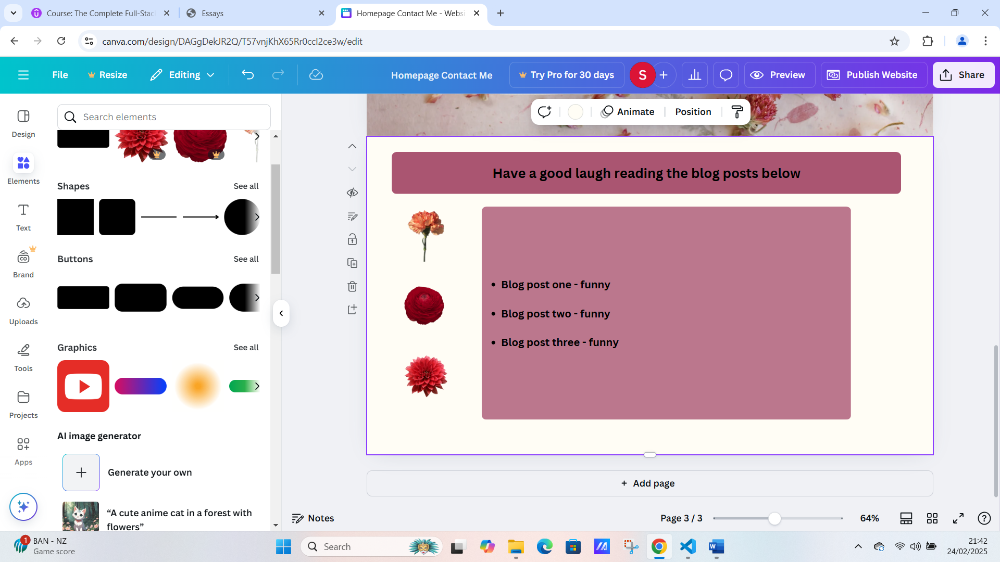 Course: The Complete Full-Stac
Essays
Homepage Contact Me - Websi
canva.com/design/DAGgDekJR2Q/T57vnjKhX65Rr0ccl2ce3w/edit
File
Resize
Editing
Homepage Contact Me
Try Pro for 30 days
S
Preview
Publish Website
Share
Design
Elements
Text
Brand
Uploads
Tools
Projects
Apps
Search elements
Shapes
See all
Buttons
See all
Graphics
See all
AI image generator
Generate your own
“A cute anime cat in a forest with
flowers”
Animate
Position
Have a good laugh reading the blog posts below
• Blog post one - funny
• Blog post two - funny
• Blog post three - funny
+ Add page
Notes
Page 3 / 3
64%
1
BAN - NZ
Game score
Search
21:42
24/02/2025